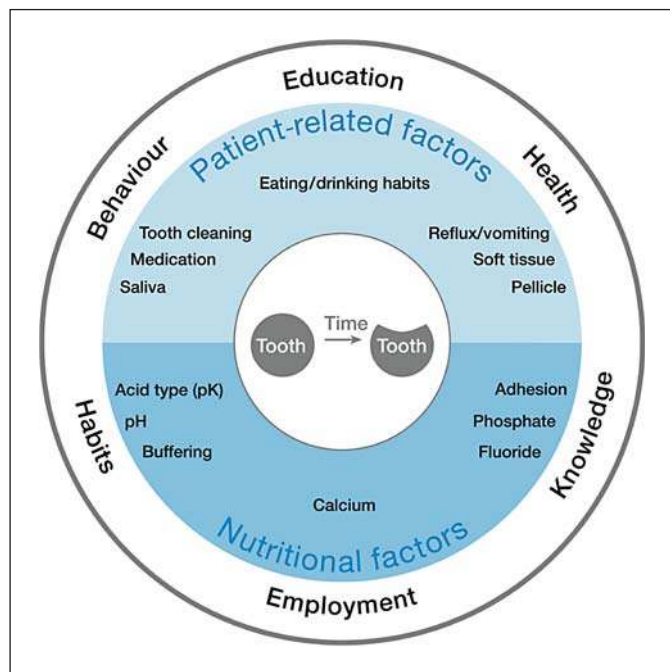 Education
Behaviour
Health
Patient-related factors
Eating/drinking habits
Tooth cleaning
Reflux/vomiting
Medication
Soft tissue
Saliva
Pellicle
Time
Tooth
Tooth
Acid type (pK)
Adhesion
pH
Phosphate
Buffering
Fluoride
Habits
Knowledge
Calcium
Nutritional factors
Employment